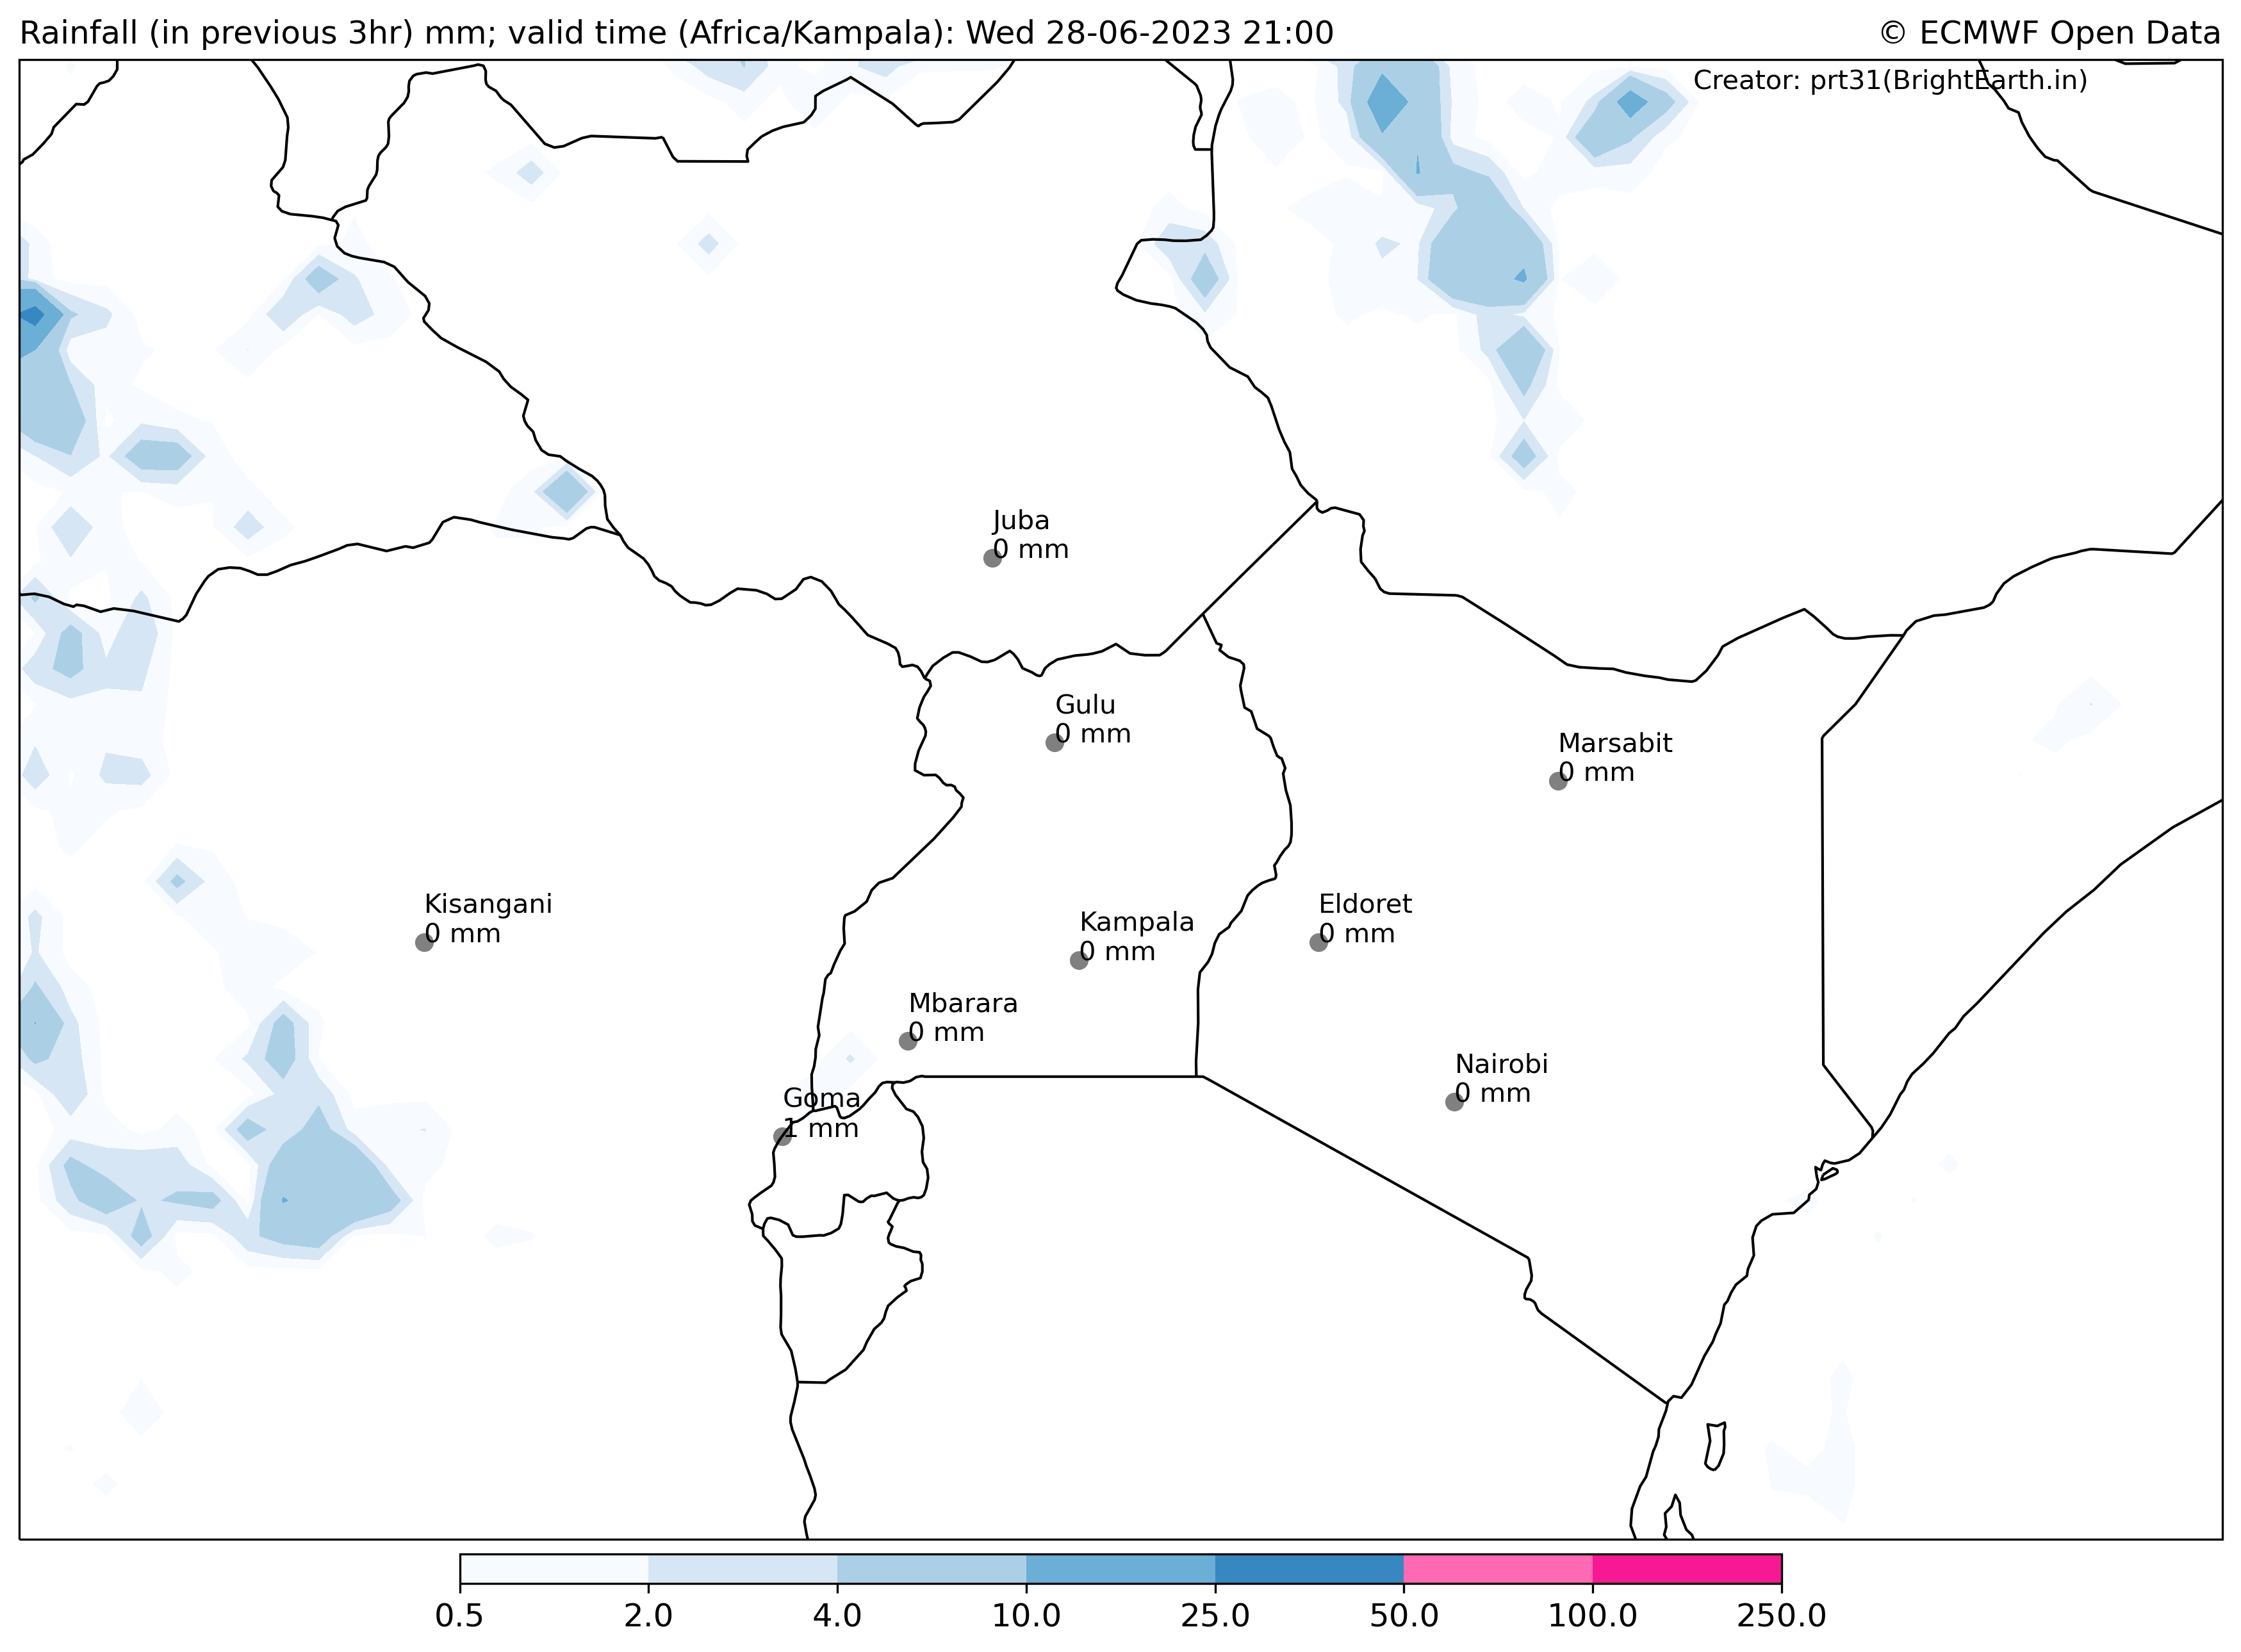 Rainfall (in previous 3hr) mm; valid time (Africa/Kampala): Wed 28-06-2023 21:00
© ECMWF Open Data
Creator: prt31(BrightEarth.in)
Juba
0 mm
Gulu
0 mm
Marsabit
0 mm
Kisangani
0 mm
Eldoret
0 mm
Kampala
0 mm
Mbarara
0 mm
Nairobi
0 mm
Goma
1 mm
0.5 2.0 4.0 10.0 25.0 50.0 100.0 250.0